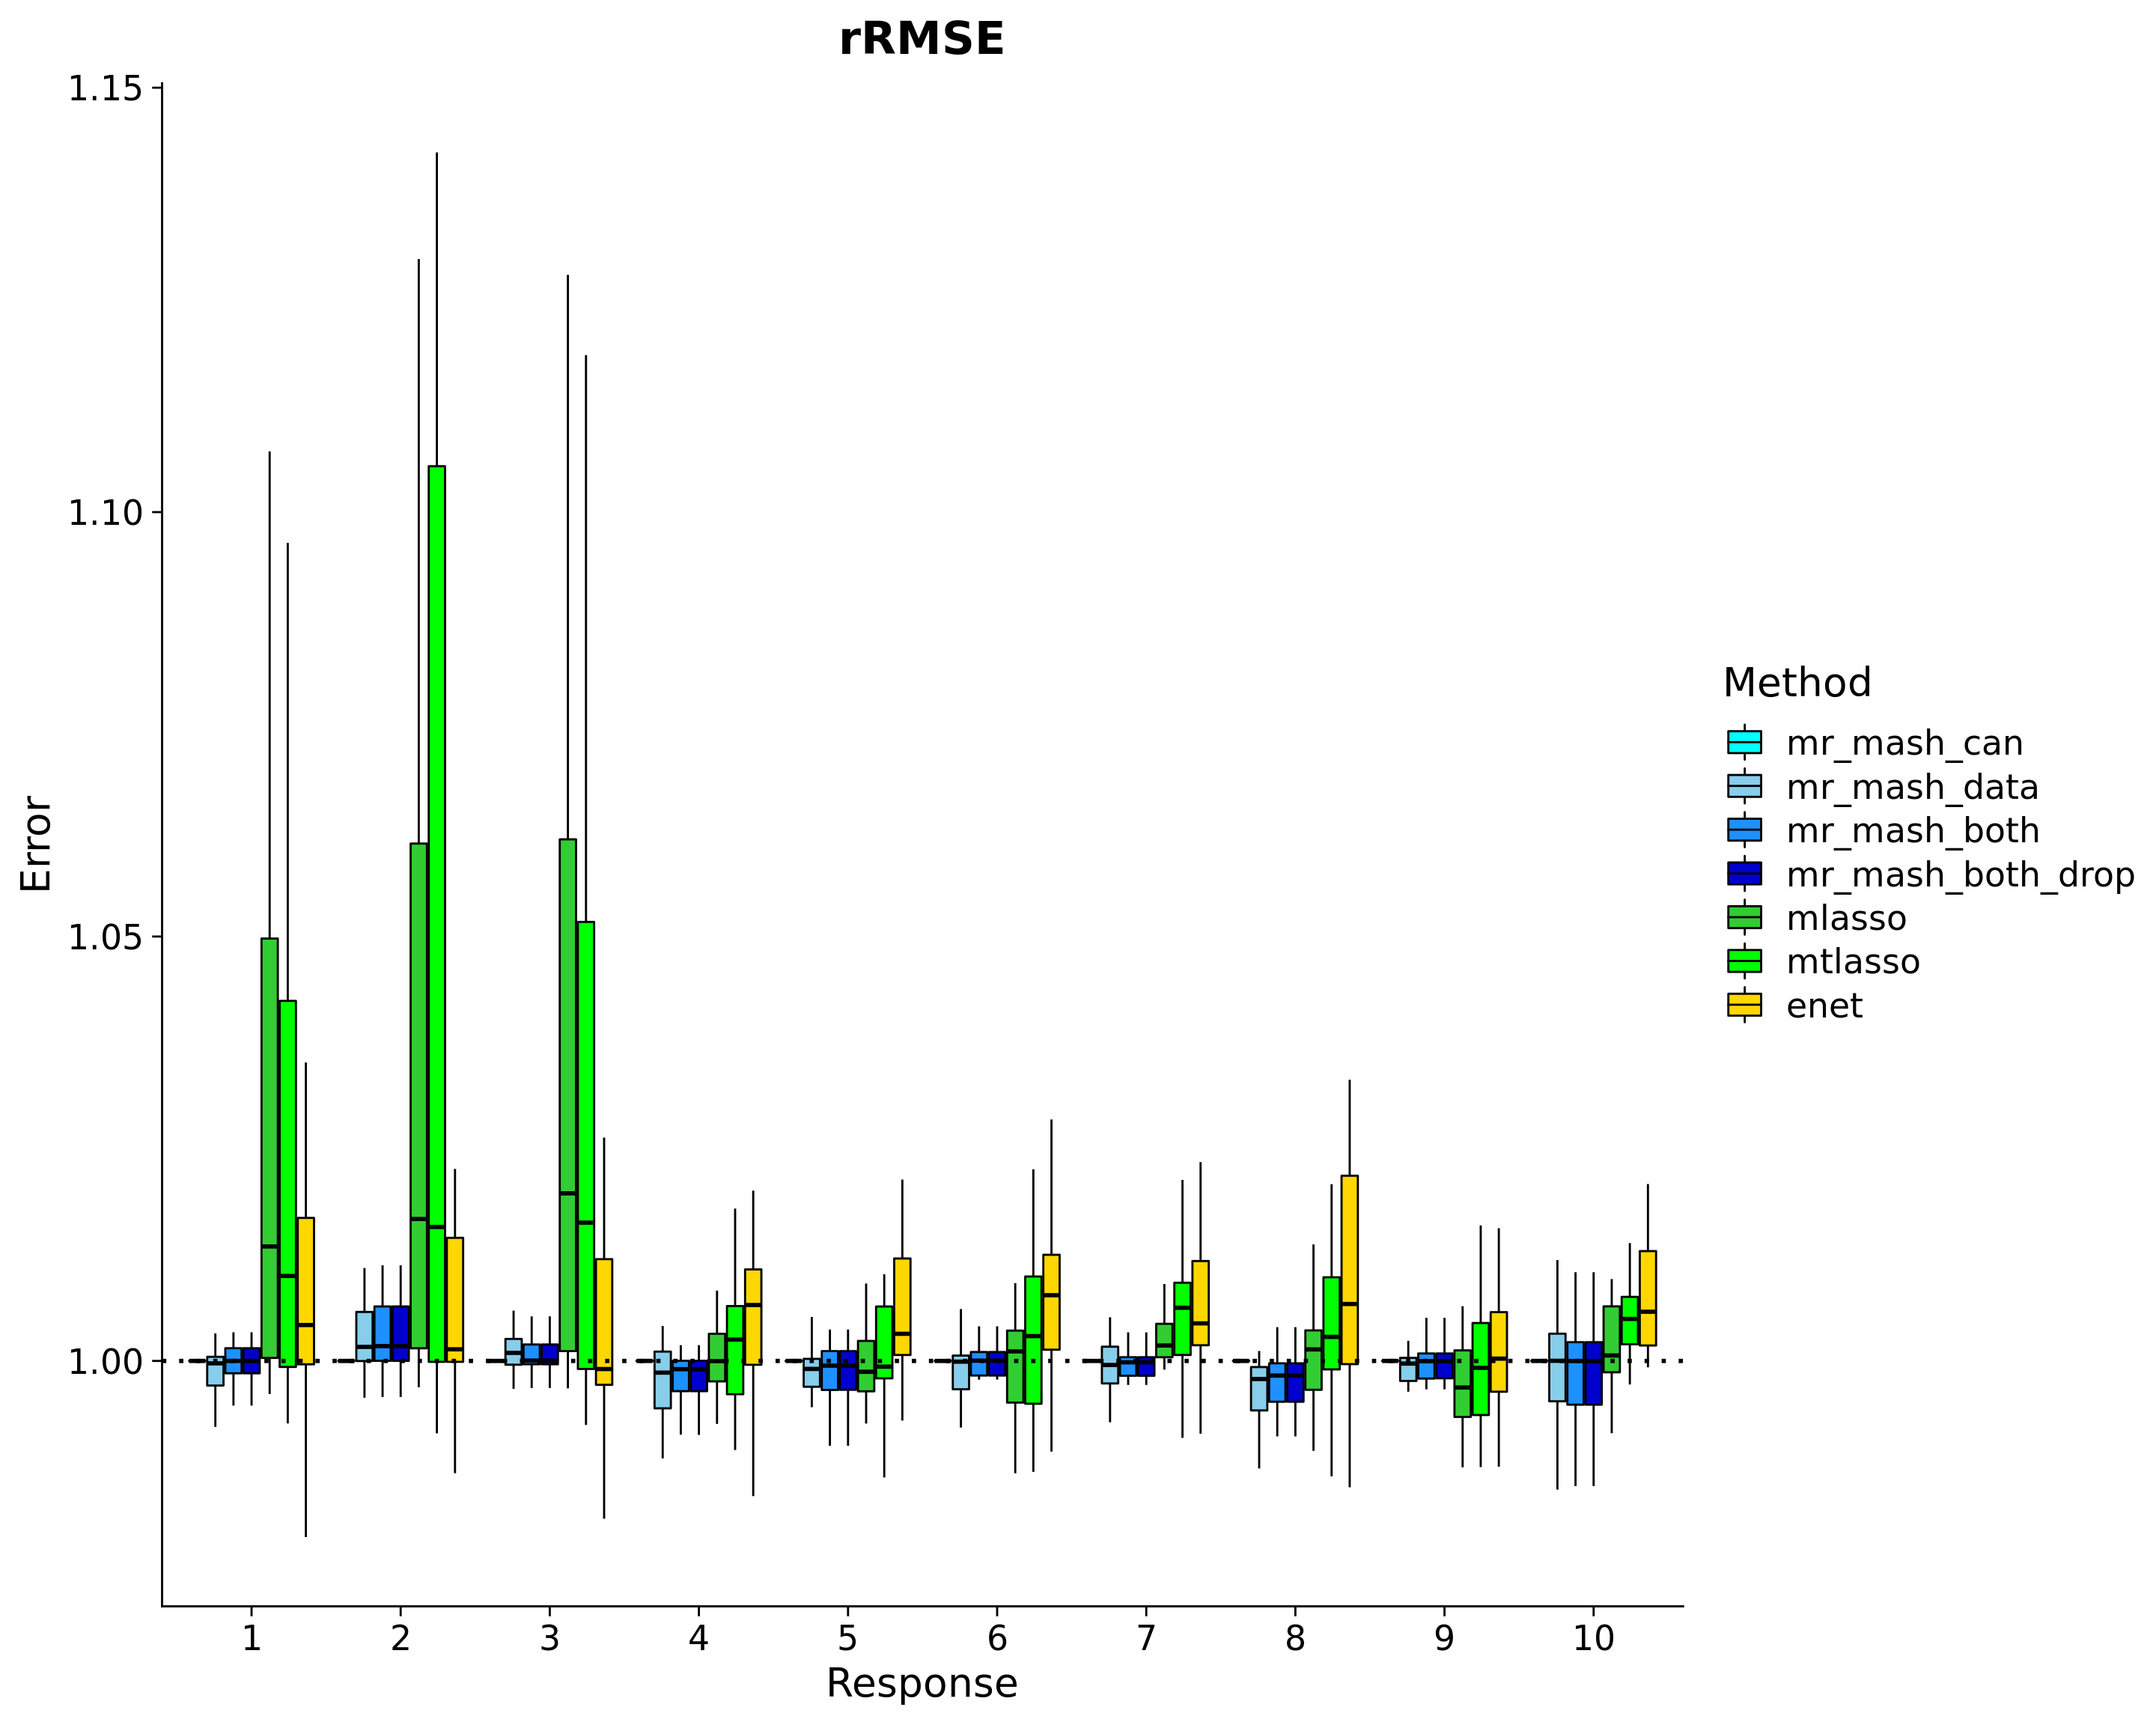 rRMSE
1.15
1.10
1.05
1.00
Error
1 2 3 4 5 6 7 8 9 10
Response
Method
mr_mash_can
mr_mash_data
mr_mash_both
mr_mash_both_drop
mlasso
mtlasso
enet